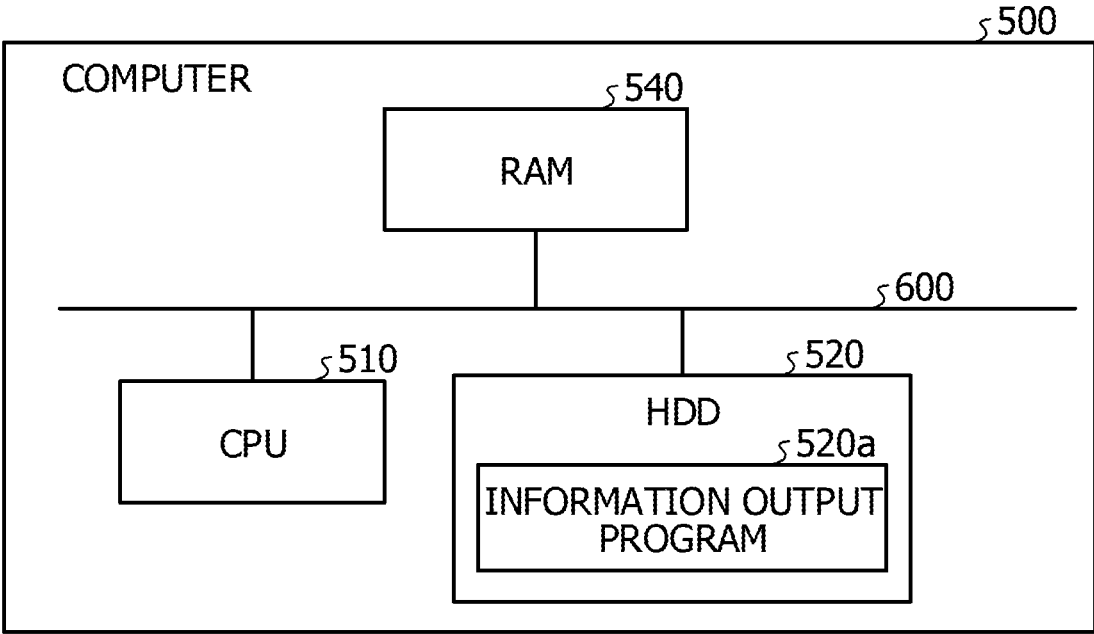 500
COMPUTER
540
RAM
600
510
CPU
520
HDD
520a
INFORMATION OUTPUT
PROGRAM